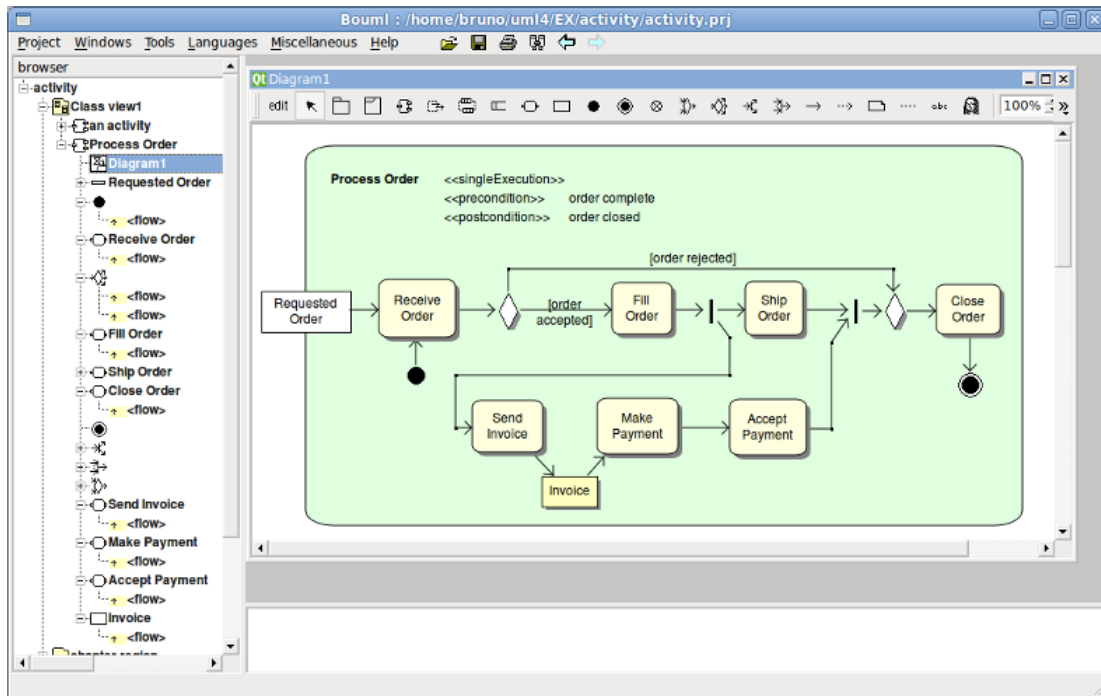 Bouml : /home/bruno/uml4/EX/activity/activity.prj
Project Windows Tools Languages Miscellaneous Help
browser
activity
Class view1
an activity
Process Order
Diagram1
Requested Order
<flow>
Receive Order
<flow>
<flow>
<flow>
Fill Order
<flow>
Ship Order
Close Order
<flow>
Send Invoice
<flow>
Make Payment
<flow>
Accept Payment
<flow>
Invoice
<flow>
Qt Diagram1
edit
abc
100%
Process Order <<singleExecution>>
<<precondition>> order complete
<<postcondition>> order closed
[order rejected]
Requested
Order
Receive
Order
[order
accepted]
Fill
Order
Ship
Order
Close
Order
Send
Invoice
Make
Payment
Accept
Payment
Invoice